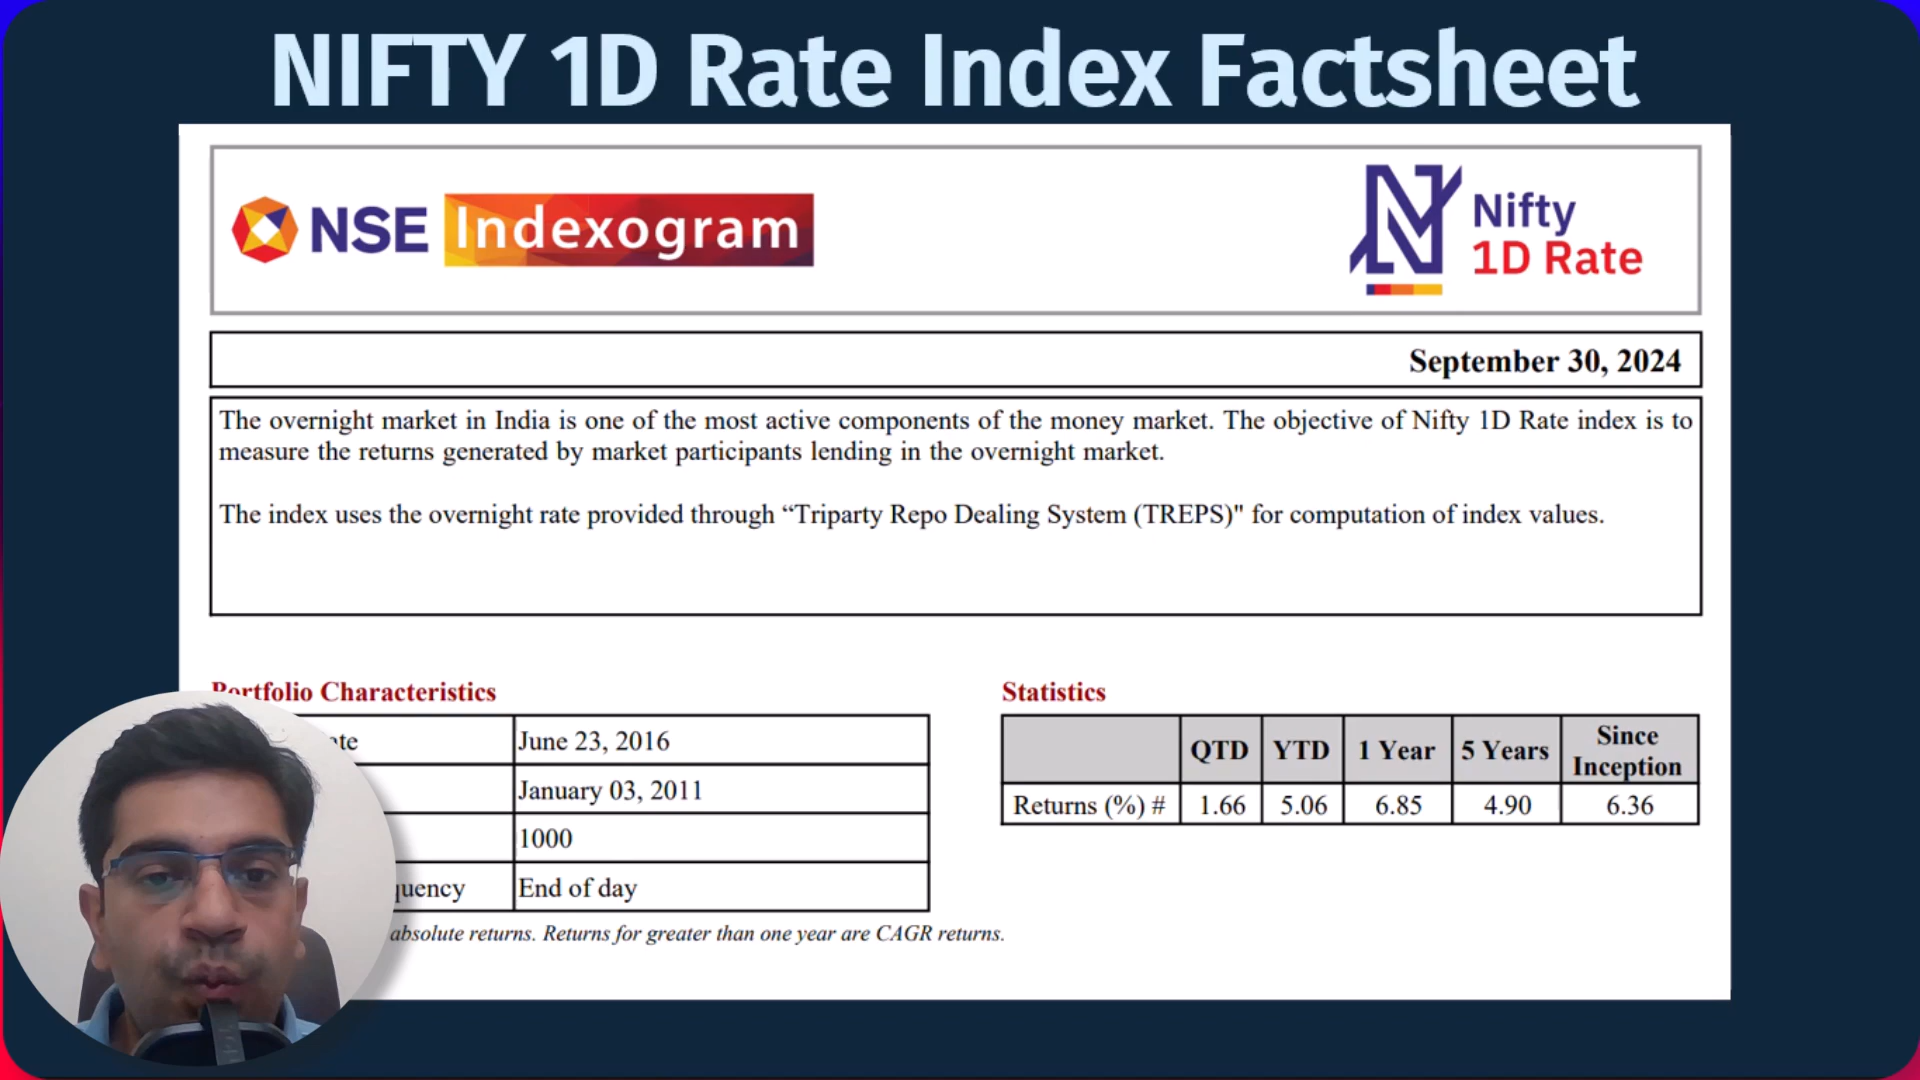 NIFTY 1D Rate Index Factsheet
NSE Indexogram
Nifty
1D Rate
September 30, 2024
The overnight market in India is one of the most active components of the money market. The objective of Nifty 1D Rate index is to
measure the returns generated by market participants lending in the overnight market.
The index uses the overnight rate provided through “Triparty Repo Dealing System (TREPS)" for computation of index values.
Portfolio Characteristics
June 23, 2016
January 03, 2011
1000
End of day
absolute returns. Returns for greater than one year are CAGR returns.
Statistics
QTD YTD 1 Year 5 Years Since Inception
Returns (%) # 1.66 5.06 6.85 4.90 6.36